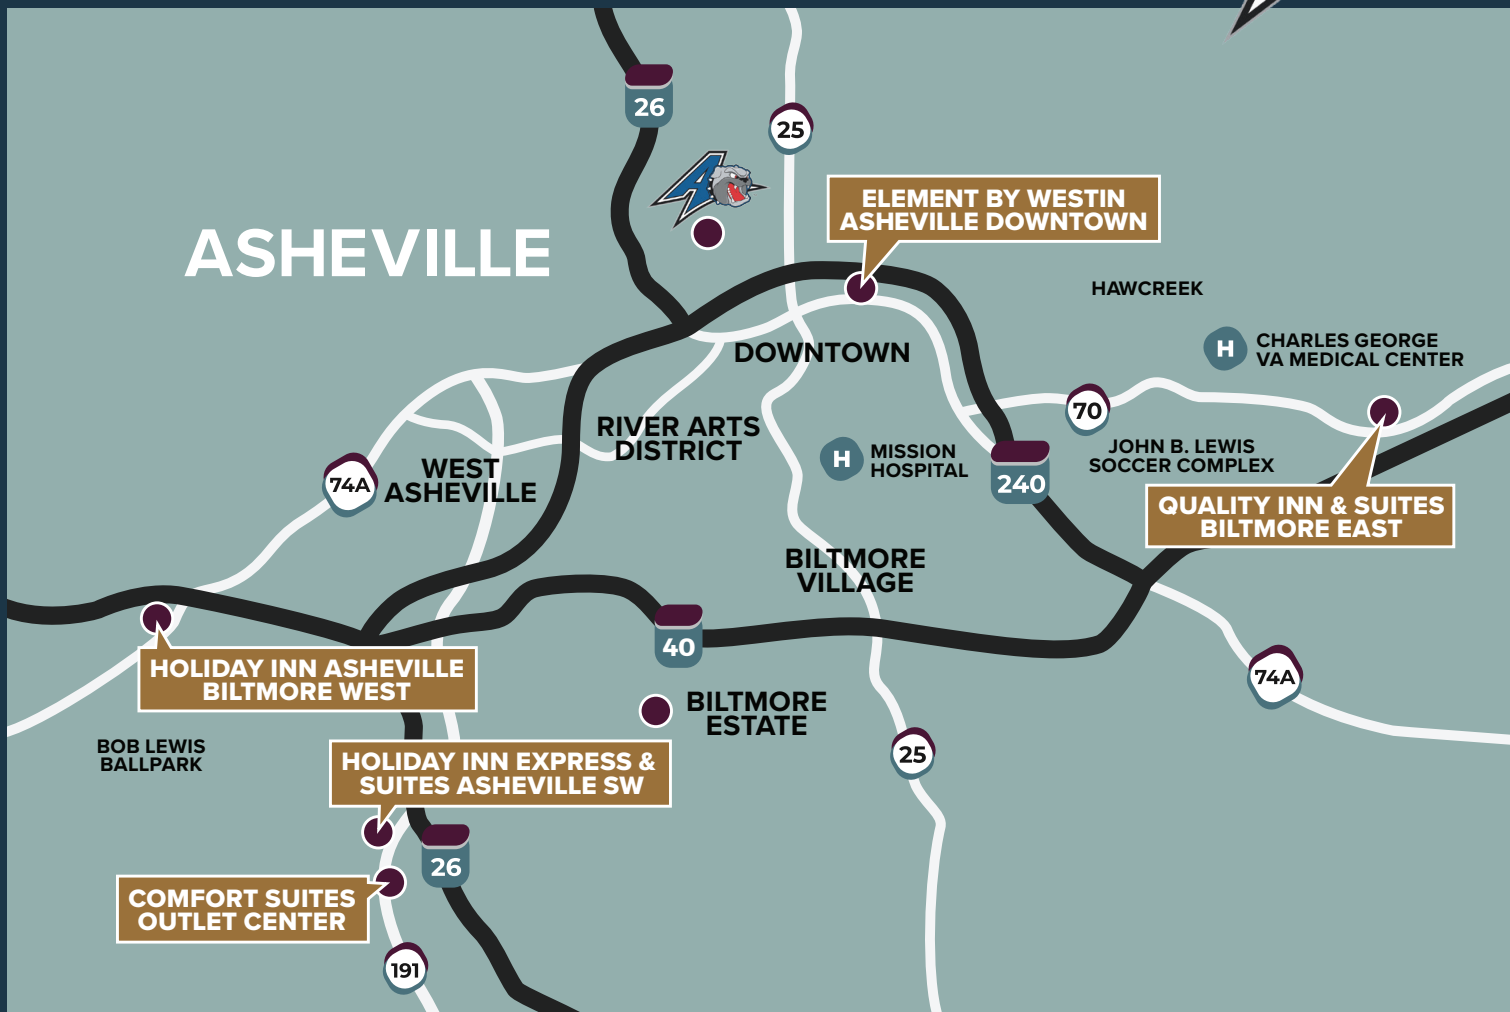 26
25
A
ELEMENT BY WESTIN
ASHEVILLE DOWNTOWN
ASHEVILLE
HAWCREEK
H
CHARLES GEORGE
VA MEDICAL CENTER
DOWNTOWN
70
RIVER ARTS
DISTRICT
H
MISSION
HOSPITAL
JOHN B. LEWIS
SOCCER COMPLEX
74A
WEST
ASHEVILLE
240
QUALITY INN & SUITES
BILTMORE EAST
BILTMORE
VILLAGE
40
HOLIDAY INN ASHEVILLE
BILTMORE WEST
74A
BILTMORE
ESTATE
BOB LEWIS
BALLPARK
25
HOLIDAY INN EXPRESS &
SUITES ASHEVILLE SW
26
COMFORT SUITES
OUTLET CENTER
191